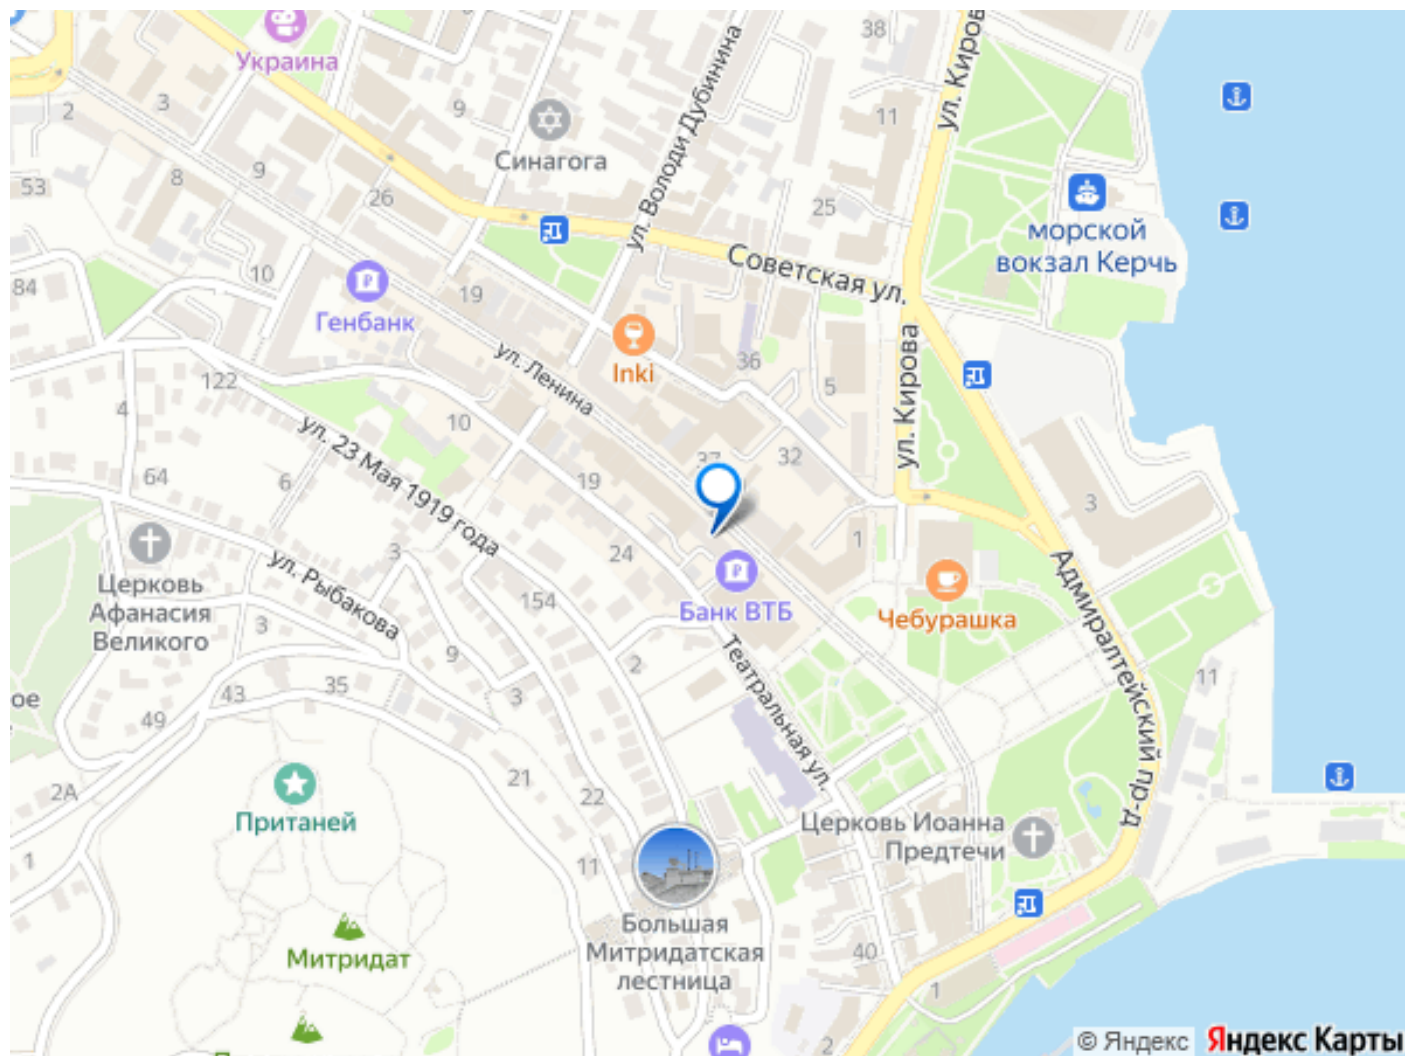 38
ул. Киров
Украина
2
3
9
11
ул. Володи Дубинина
Синагога
53
8
9
26
25
морской
вокзал Керчь
Советская ул.
84
10
19
Генбанк
Inki
36
5
ул. Кирова
ул. Ленина
122
4
10
ул. 23 Мая 1919 года
64
6
19
37
32
3
1
Церковь
Афанасия
Великого
3
24
154
ул. Рыбакова
3
9
Банк ВТБ
Чебурашка
Адмиралтейский пр-д
ое
43
35
49
3
2
Театральная ул.
11
2А
21
22
Пританей
1
11
Церковь Иоанна
Предтечи
Большая
Митридатская
лестница
Митридат
40
1
2
© Яндекс
Яндекс Карты